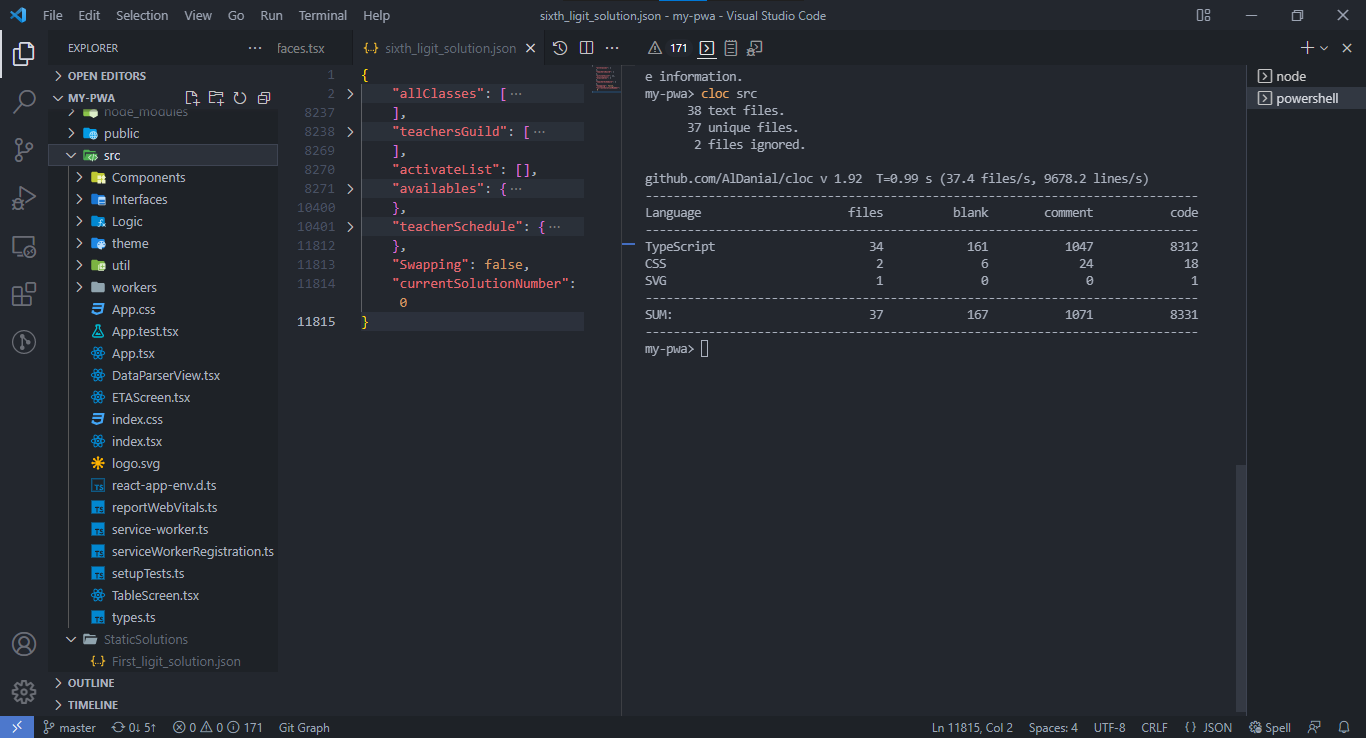 File Edit Selection View Go Run Terminal Help
sixth_ligit_solution.json - my-pwa - Visual Studio Code
EXPLORER
OPEN EDITORS
MY-PWA
node_modules
public
src
Components
Interfaces
Logic
theme
util
workers
App.css
App.test.tsx
App.tsx
DataParserView.tsx
ETAScreen.tsx
index.css
index.tsx
logo.svg
react-app-env.d.ts
reportWebVitals.ts
service-worker.ts
serviceWorkerRegistration.ts
setupTests.ts
TableScreen.tsx
types.ts
StaticSolutions
First_ligit_solution.json
OUTLINE
TIMELINE
faces.tsx
{..} sixth_ligit_solution.json
1 {
2 "allClasses": [ ...
8237 ],
8238 "teachersGuild": [ ...
8269 ],
8270 "activateList": [],
8271 "availables": { ...
10400 },
10401 "teacherSchedule": { ...
11812 },
11813 "Swapping": false,
11814 "currentSolutionNumber":
0
11815 }
171
e information.
my-pwa> cloc src
38 text files.
37 unique files.
2 files ignored.
github.com/AlDanial/cloc v 1.92 T=0.99 s (37.4 files/s, 9678.2 lines/s)
-------------------------------------------------------------------------------
Language files blank comment code
-------------------------------------------------------------------------------
TypeScript 34 161 1047 8312
CSS 2 6 24 18
SVG 1 0 0 1
-------------------------------------------------------------------------------
SUM: 37 167 1071 8331
-------------------------------------------------------------------------------
my-pwa>
node
powershell
master 0↓ 5↑ 0 0 171 Git Graph
Ln 11815, Col 2 Spaces: 4 UTF-8 CRLF {} JSON Spell